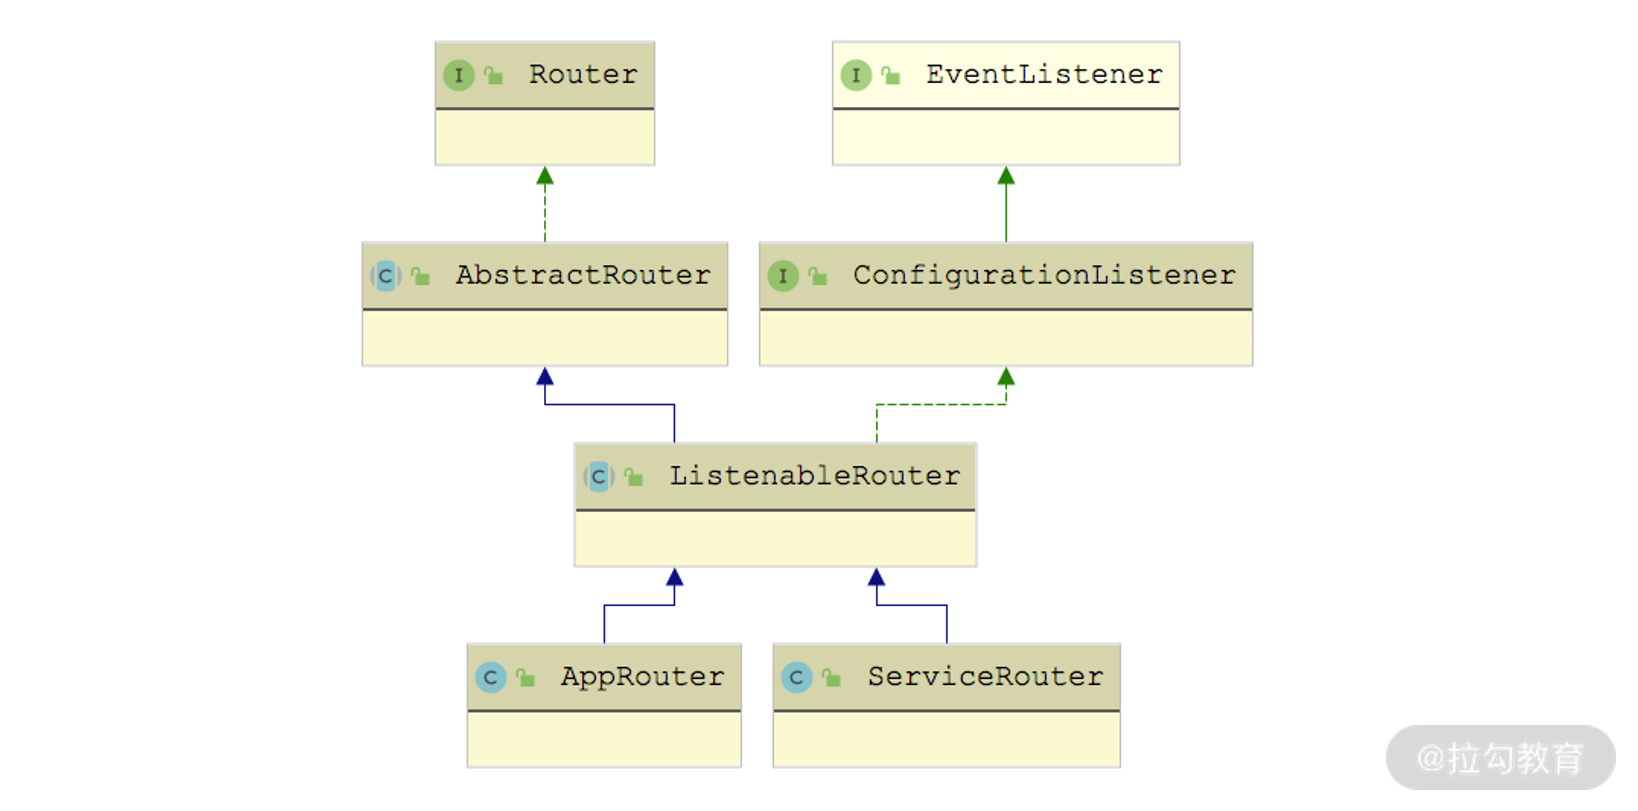 I Router
I EventListener
C AbstractRouter
I ConfigurationListener
C ListenableRouter
C AppRouter
C ServiceRouter
@拉勾教育